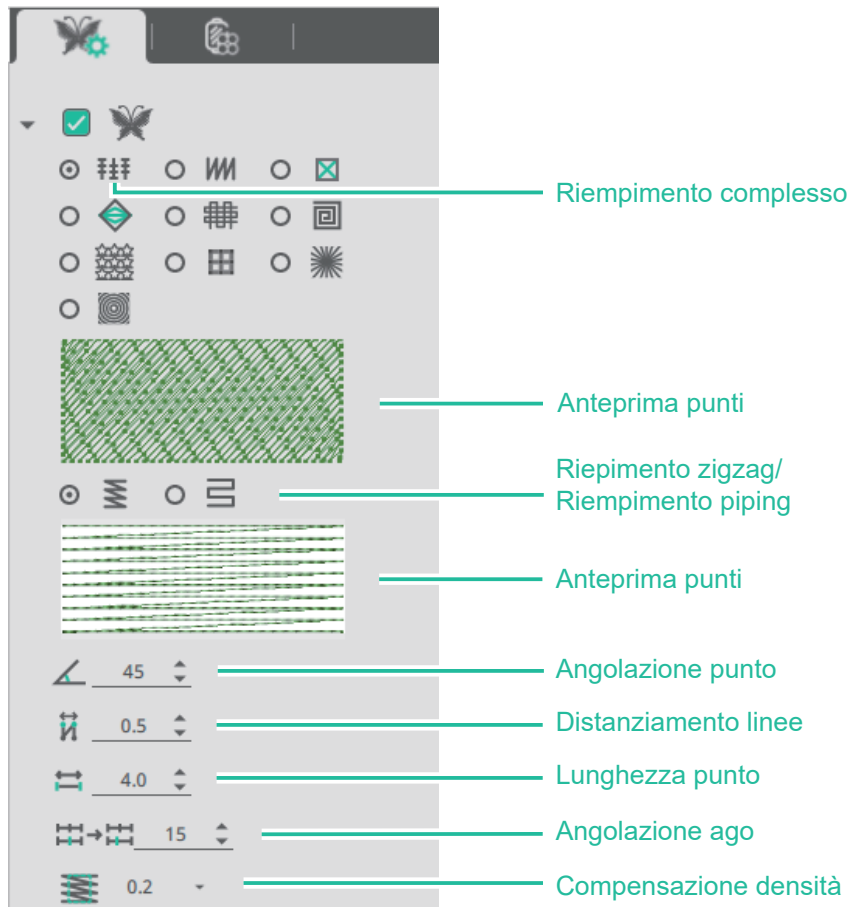 Riempimento complesso
Anteprima punti
Riepimento zigzag/
Riempimento piping
Anteprima punti
45
Angolazione punto
0.5
Distanziamento linee
4.0
Lunghezza punto
15
Angolazione ago
0.2
Compensazione densità